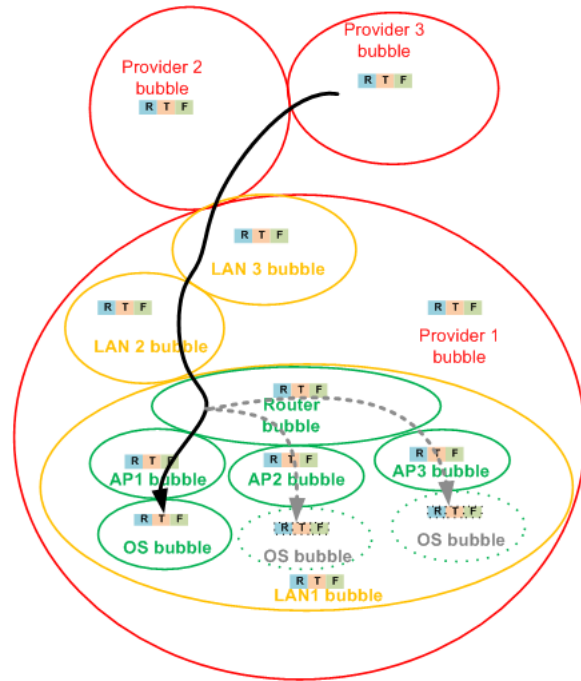 Provider 3
bubble
R T F
Provider 2
bubble
R T F
R T F
LAN 3 bubble
R T F
LAN 2 bubble
R T F
Provider 1
bubble
R T F
Router
bubble
R T F
AP1 bubble
R T F
AP2 bubble
R T F
AP3 bubble
R T F
OS bubble
R T F
OS bubble
R T F
OS bubble
R T F
LAN1 bubble